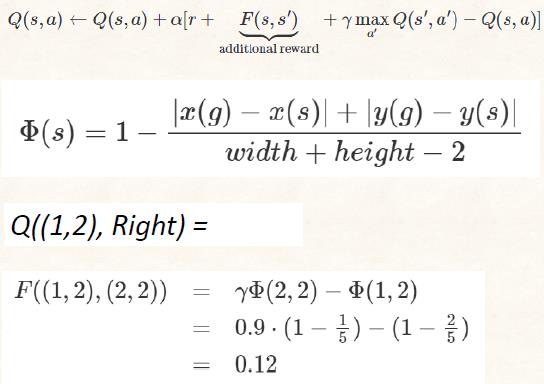 Q(s, a) ← Q(s, a) + α[r + F(s, s′) + γ max Q(s′, a′) − Q(s, a)]
additional reward
a′
Φ(s) = 1 − |x(g) − x(s)| + |y(g) − y(s)|
width + height − 2
Q((1,2), Right) =
F((1, 2), (2, 2)) = γΦ(2, 2) − Φ(1, 2)
= 0.9 · (1 − 1/5) − (1 − 2/5)
= 0.12